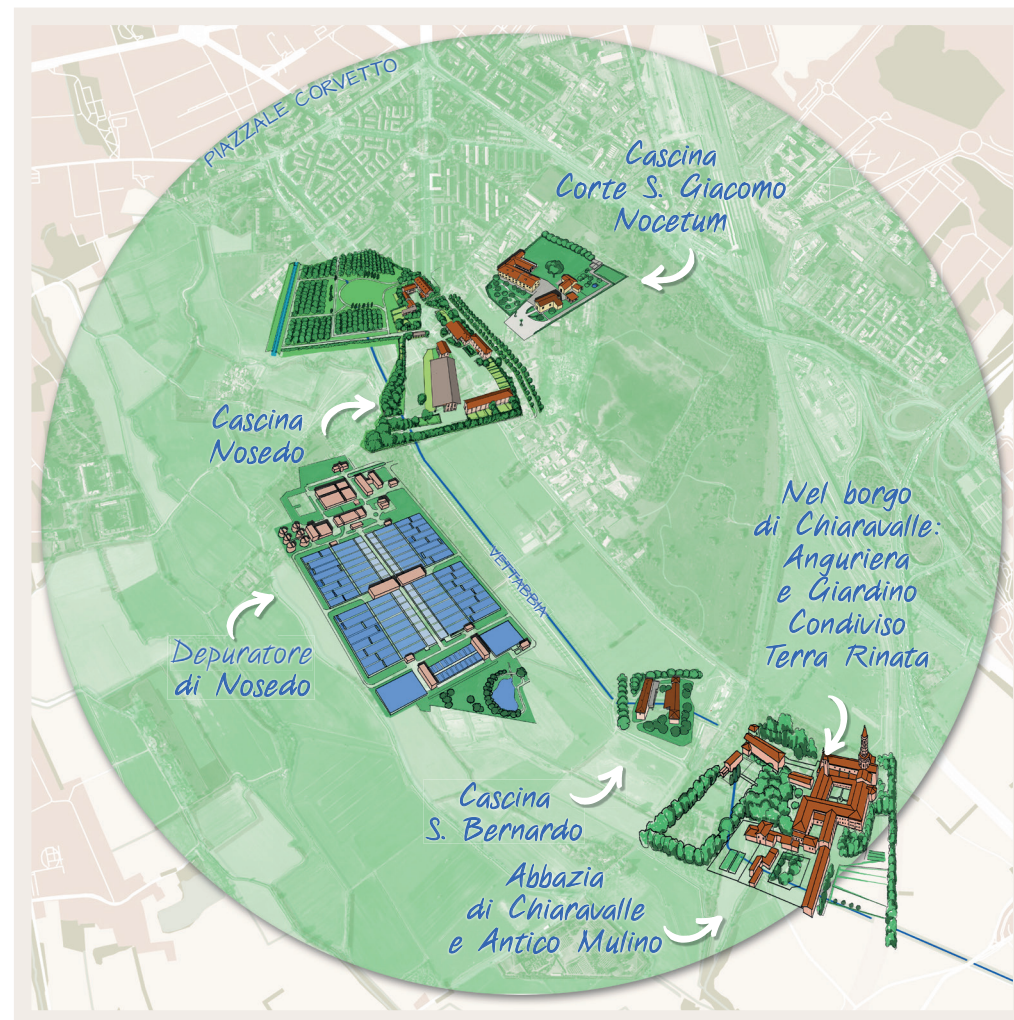 PIAZZALE CORVETTO
Cascina
Corte S. Giacomo
Nocetum
Cascina
Nosedo
Nel borgo
di Chiaravalle:
Anguriera
e Giardino
Condiviso
Terra Rinata
VETTABBIA
Depuratore
di Nosedo
Cascina
S. Bernardo
Abbazia
di Chiaravalle
e Antico Mulino